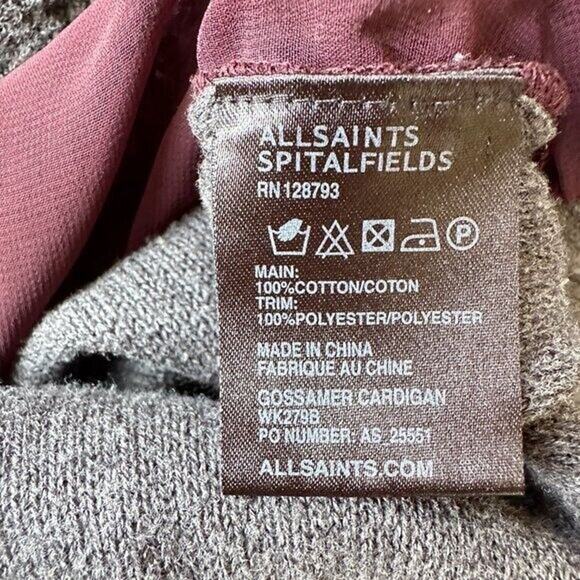 ALLSAINTS
SPITALFIELDS
RN 128793
P
MAIN:
100%COTTON/COTON
TRIM:
100%POLYESTER/POLYESTER
MADE IN CHINA
FABRIQUE AU CHINE
GOSSAMER CARDIGAN
WK279B
PO NUMBER: AS_25551
ALLSAINTS.COM